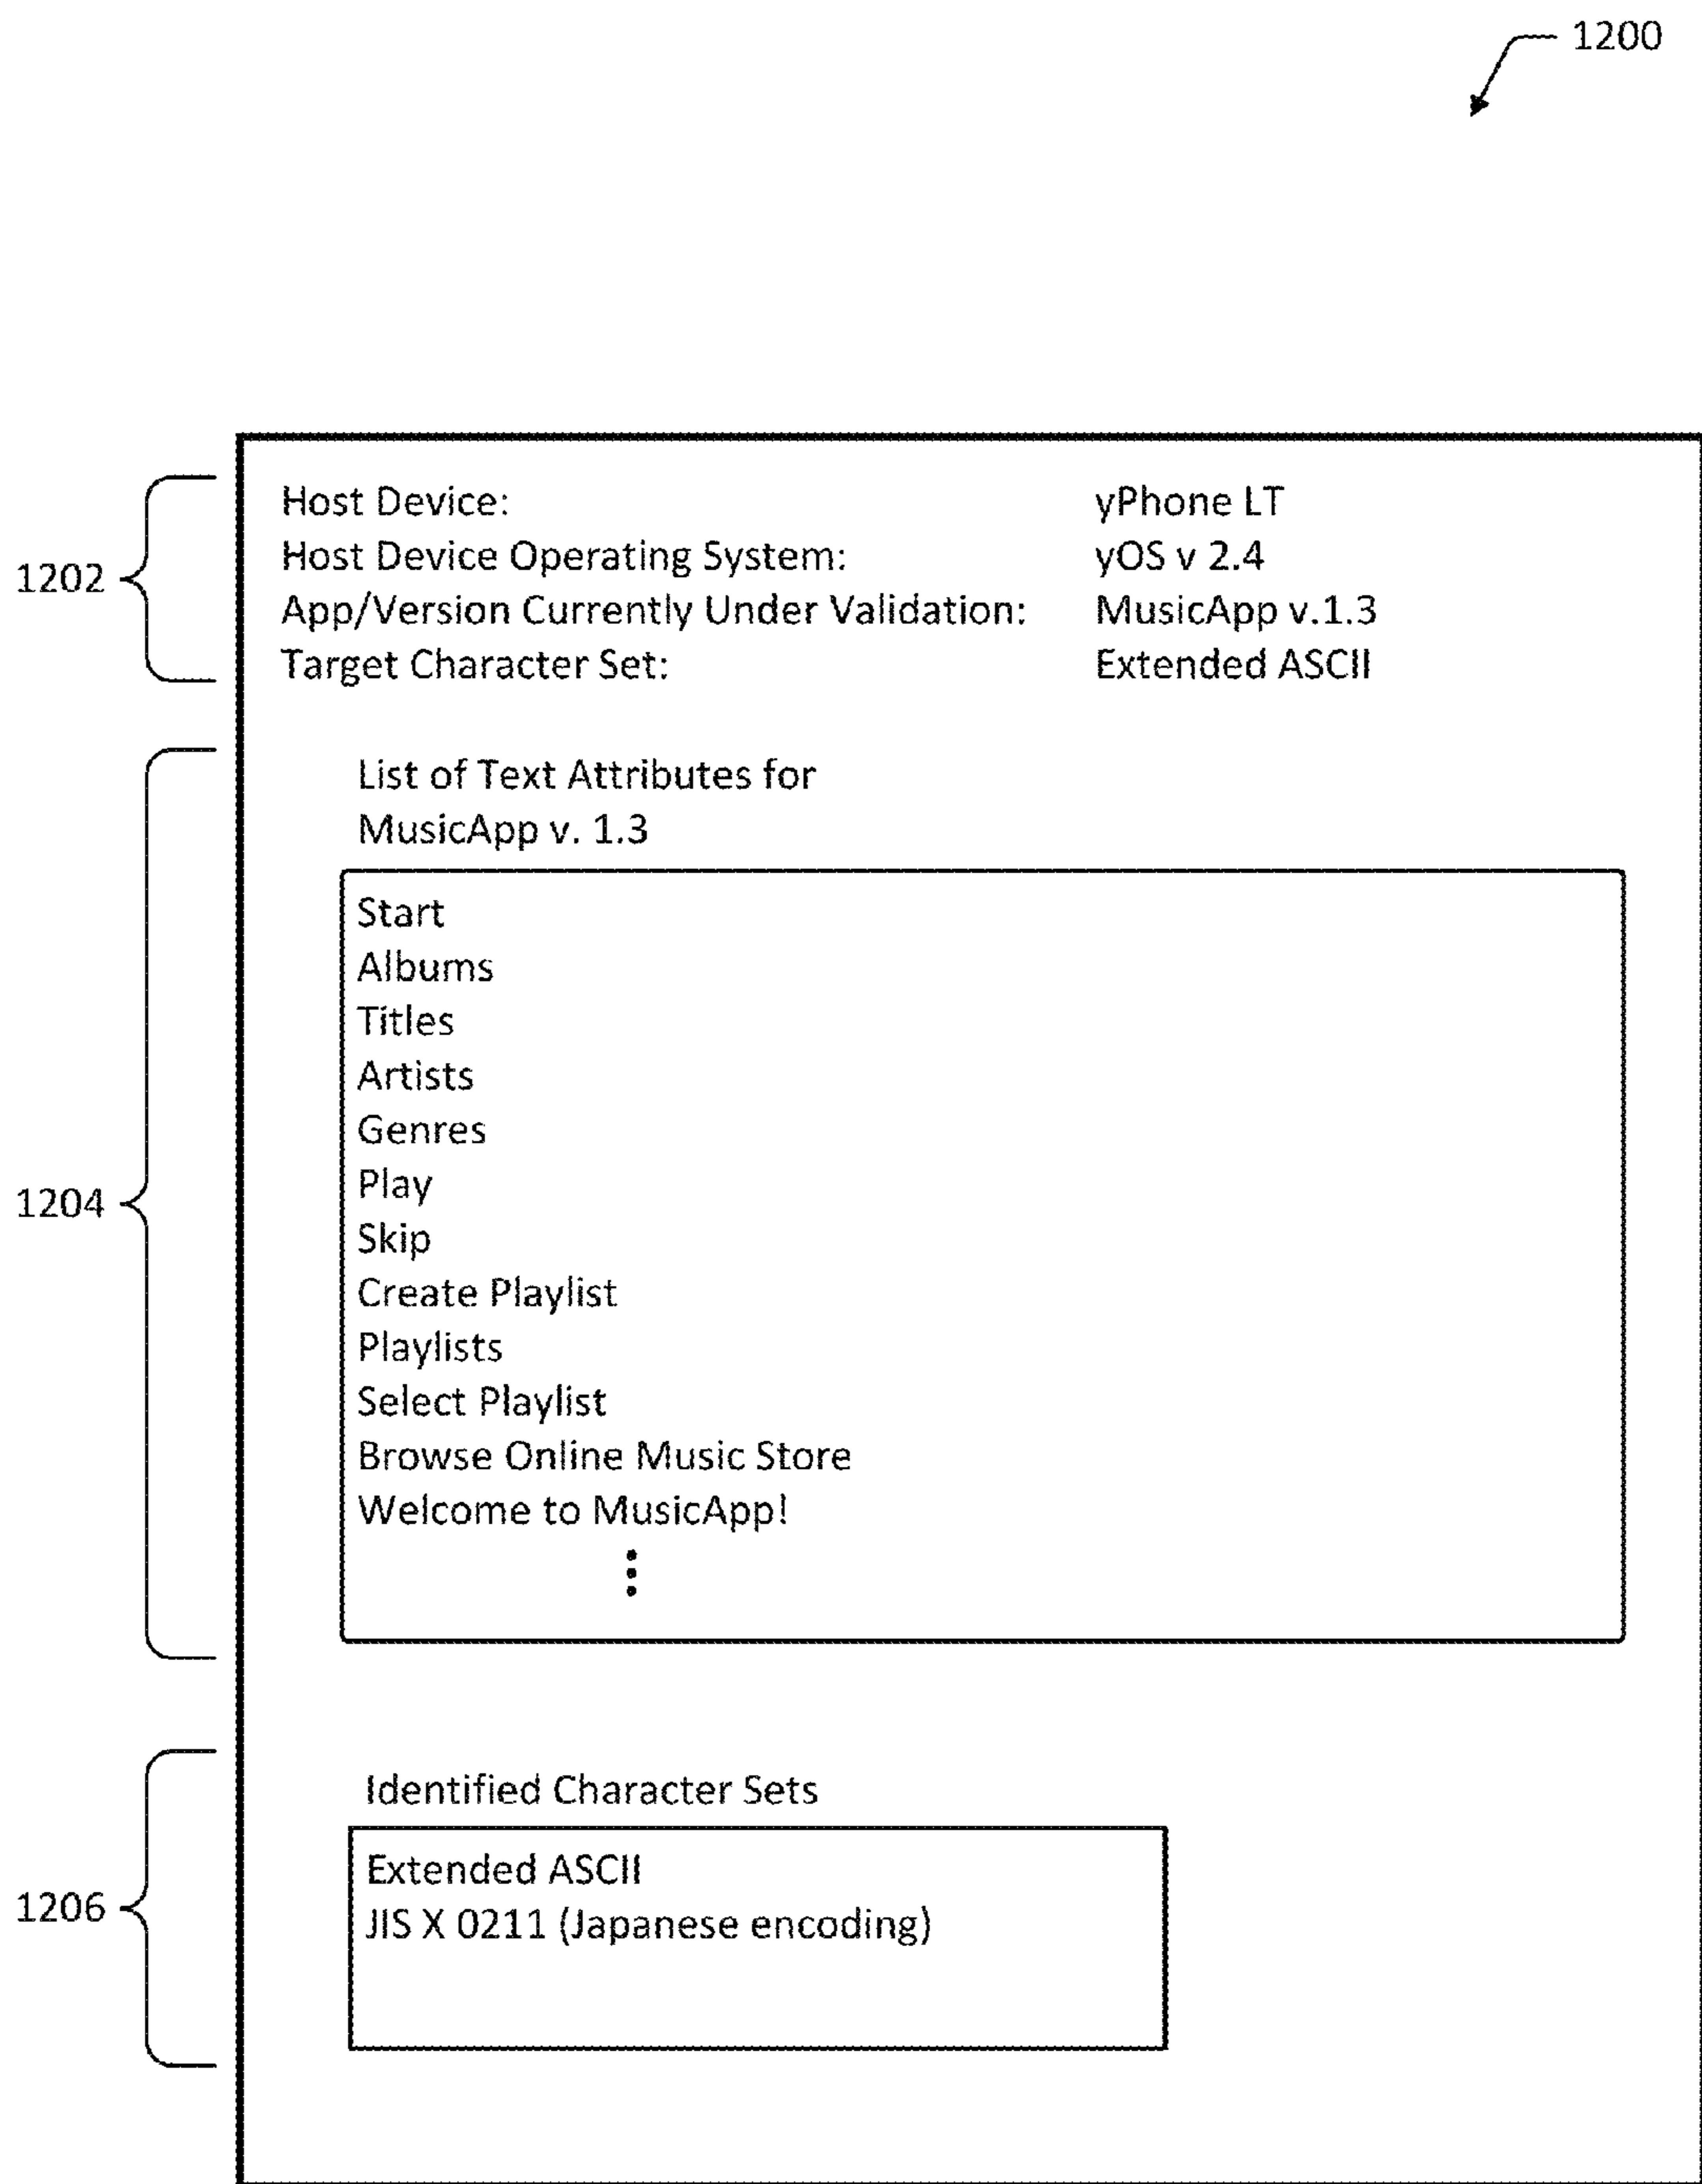 1200
1202
Host Device: yPhone LT
Host Device Operating System: yOS v 2.4
App/Version Currently Under Validation: MusicApp v.1.3
Target Character Set: Extended ASCII
1204
List of Text Attributes for
MusicApp v. 1.3
Start
Albums
Titles
Artists
Genres
Play
Skip
Create Playlist
Playlists
Select Playlist
Browse Online Music Store
Welcome to MusicApp!
1206
Identified Character Sets
Extended ASCII
JIS X 0211 (Japanese encoding)